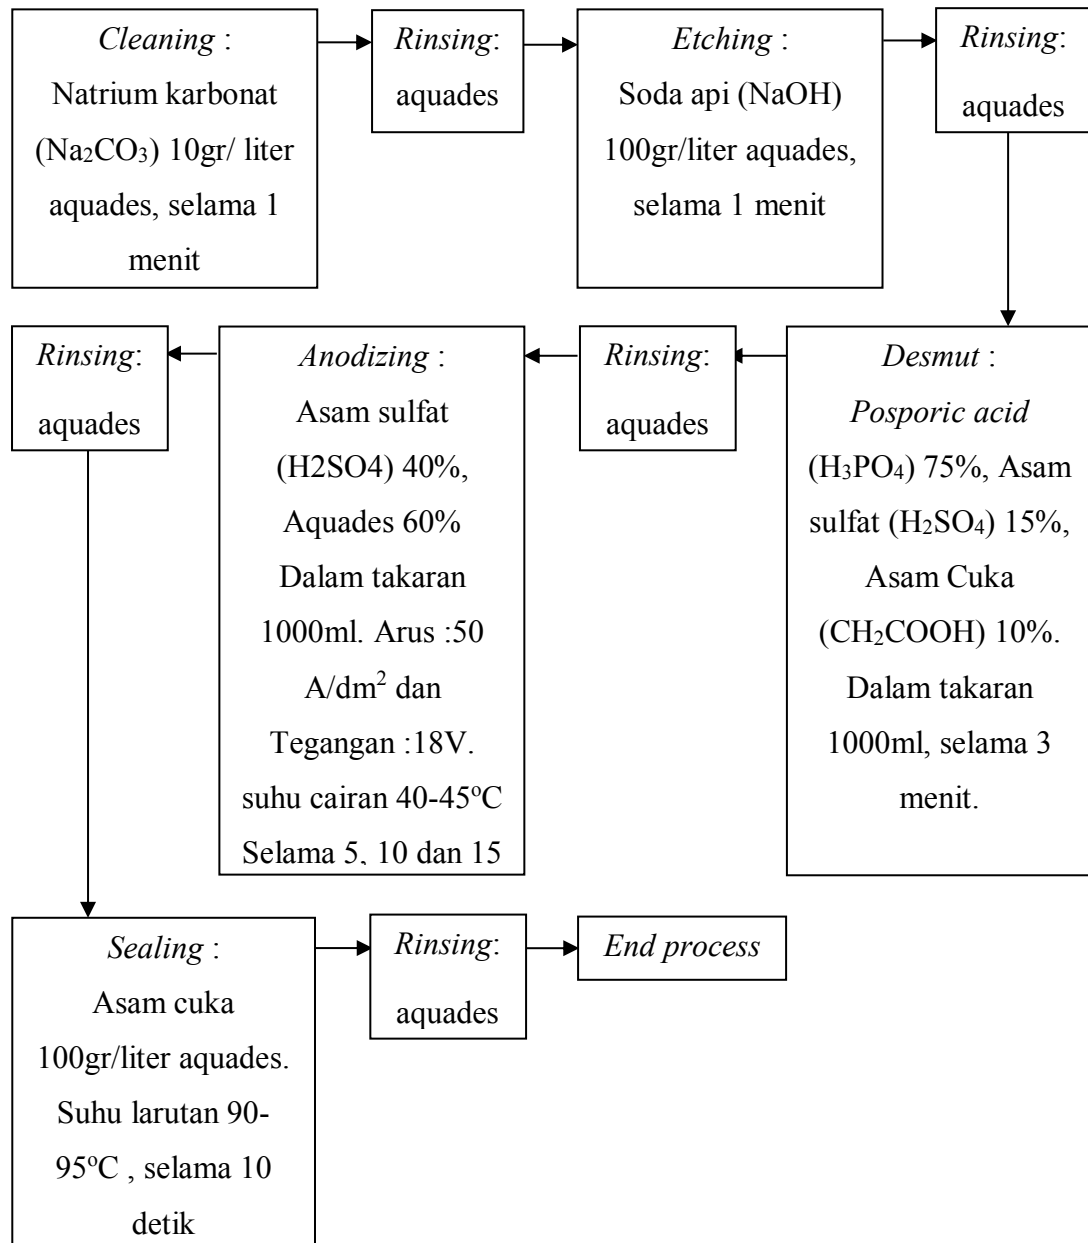 Cleaning :
Natrium karbonat
(Na₂CO₃) 10gr/ liter
aquades, selama 1
menit
Rinsing:
aquades
Etching :
Soda api (NaOH)
100gr/liter aquades,
selama 1 menit
Rinsing:
aquades
Desmut :
Posporic acid
(H₃PO₄) 75%, Asam
sulfat (H₂SO₄) 15%,
Asam Cuka
(CH₂COOH) 10%.
Dalam takaran
1000ml, selama 3
menit.
Rinsing:
aquades
Anodizing :
Asam sulfat
(H2SO4) 40%,
Aquades 60%
Dalam takaran
1000ml. Arus :50
A/dm² dan
Tegangan :18V.
suhu cairan 40-45ºC
Selama 5, 10 dan 15
Rinsing:
aquades
Sealing :
Asam cuka
100gr/liter aquades.
Suhu larutan 90-
95ºC , selama 10
detik
Rinsing:
aquades
End process